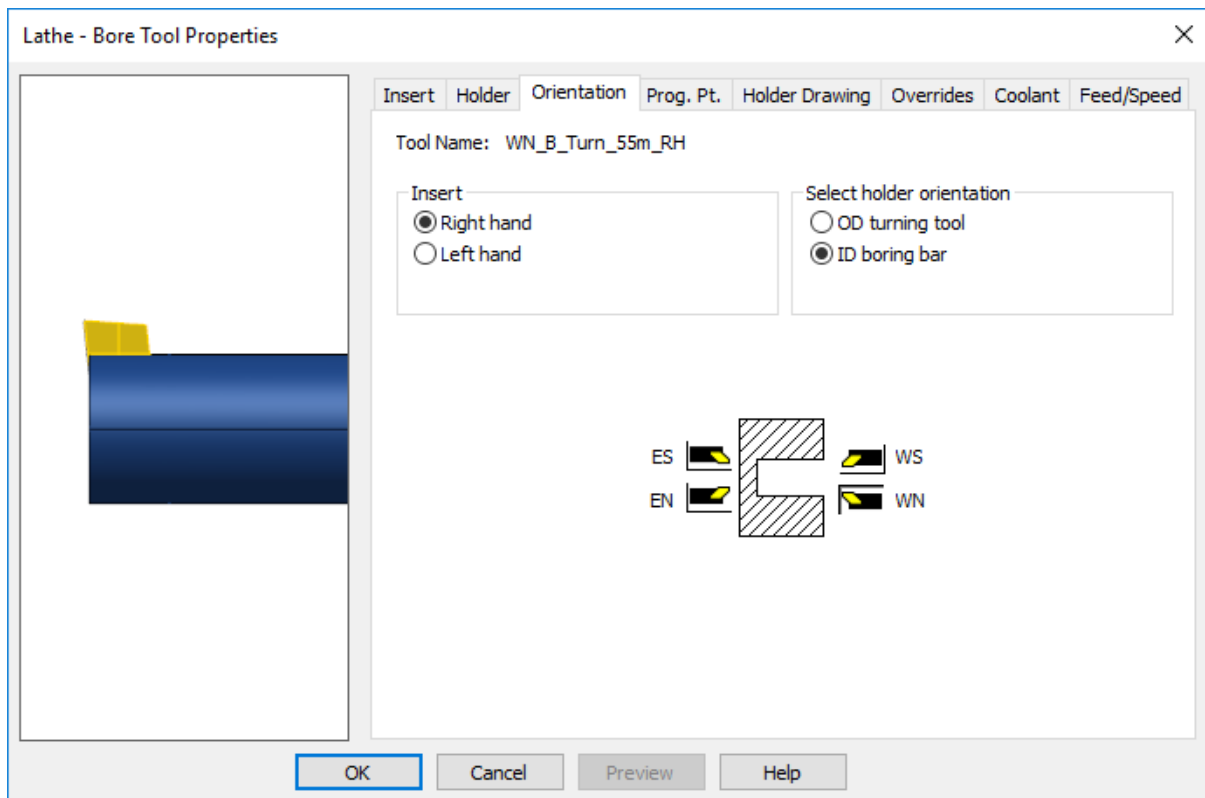 Lathe - Bore Tool Properties
Insert Holder Orientation Prog. Pt. Holder Drawing Overrides Coolant Feed/Speed
Tool Name: WN_B_Turn_55m_RH
Insert
Right hand
Left hand
Select holder orientation
OD turning tool
ID boring bar
ES WS
EN WN
OK Cancel Preview Help